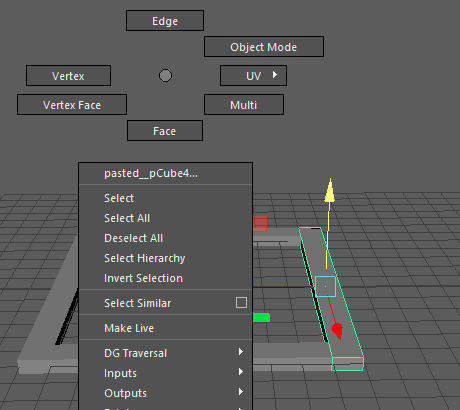 Edge
Object Mode
Vertex
UV
Vertex Face
Multi
Face
pasted__pCube4...
Select
Select All
Deselect All
Select Hierarchy
Invert Selection
Select Similar
Make Live
DG Traversal
Inputs
Outputs